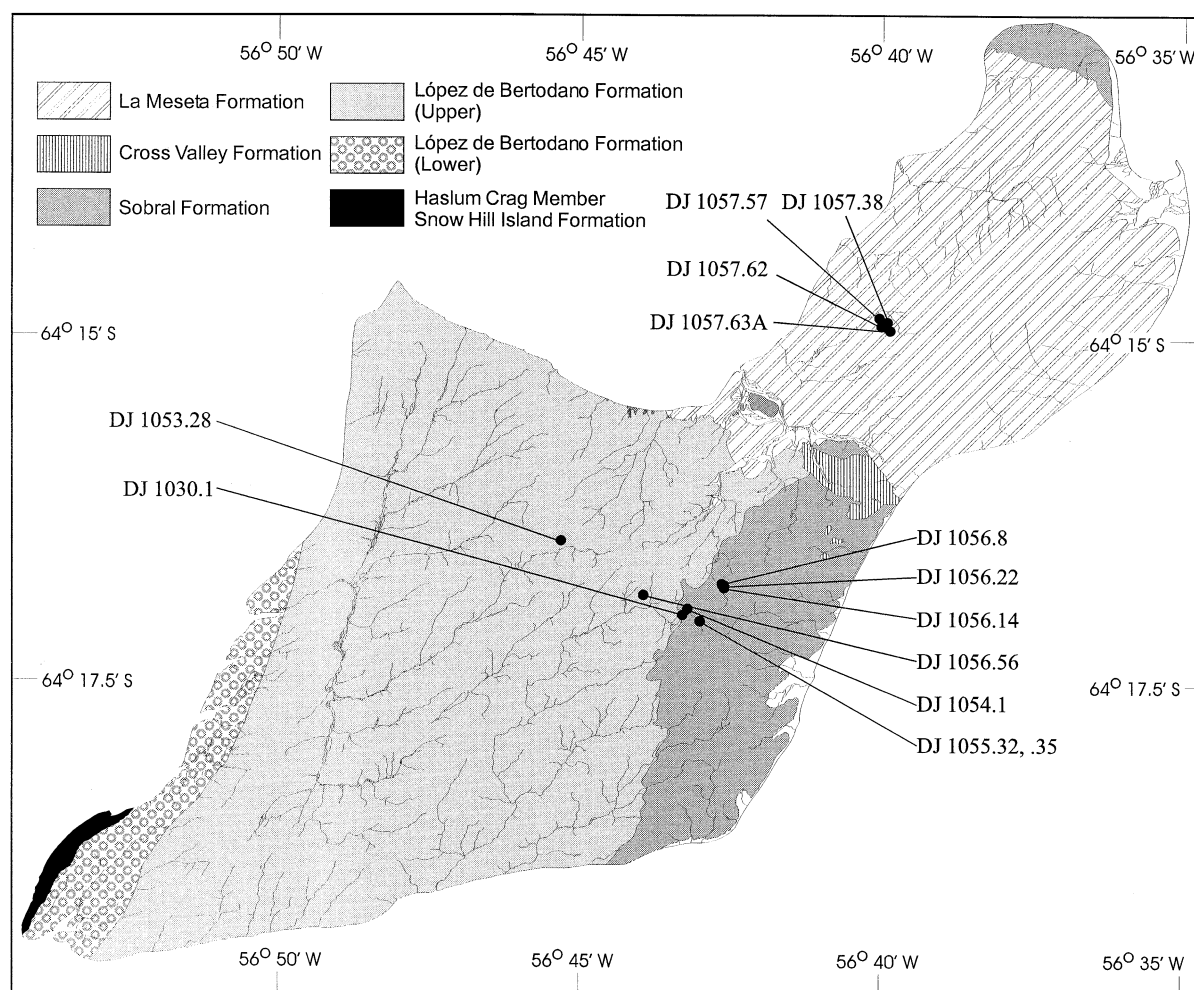 56° 50′ W
56° 45′ W
56° 40′ W
56° 35′ W
La Meseta Formation
Cross Valley Formation
Sobral Formation
López de Bertodano Formation
(Upper)
López de Bertodano Formation
(Lower)
Haslum Crag Member
Snow Hill Island Formation
DJ 1057.57
DJ 1057.38
DJ 1057.62
DJ 1057.63A
64° 15′ S
64° 15′ S
DJ 1053.28
DJ 1030.1
DJ 1056.8
DJ 1056.22
DJ 1056.14
DJ 1056.56
DJ 1054.1
DJ 1055.32, .35
64° 17.5′ S
64° 17.5′ S
56° 50′ W
56° 45′ W
56° 40′ W
56° 35′ W